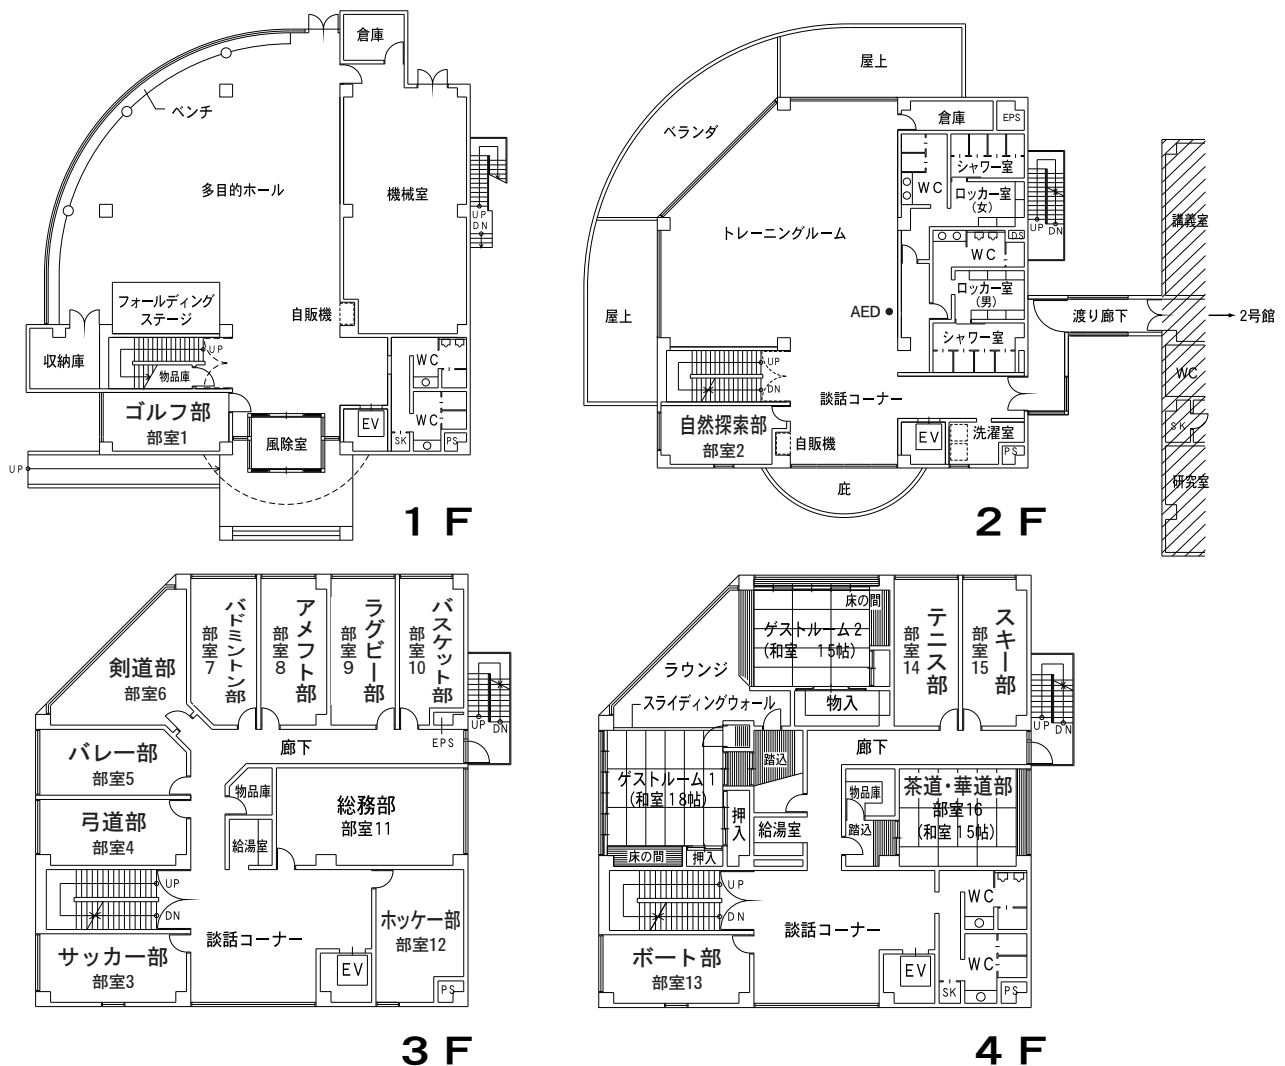 倉庫
ベンチ
多目的ホール
機械室
UP
DN
フォールディング
ステージ
自販機
収納庫
UP
物品庫
WC
WC
ゴルフ部
部室1
風除室
EV
SK
PS
UP
1F
屋上
ベランダ
倉庫
EPS
シャワー室
WC
ロッカー室
(女)
UP
DN
DS
トレーニングルーム
WC
ロッカー室
(男)
AED
シャワー室
屋上
UP
DN
談話コーナー
自然探索部
部室2
自販機
EV
洗濯室
PS
庇
渡り廊下
講義室
2号館
WC
SK
研究室
2F
剣道部
部室6
バドミントン部
部室7
アメフト部
部室8
ラグビー部
部室9
バスケット部
部室10
EPS
UP
DN
バレー部
部室5
廊下
弓道部
部室4
物品庫
給湯室
総務部
部室11
UP
DN
談話コーナー
ホッケー部
部室12
サッカー部
部室3
EV
PS
3F
床の間
ゲストルーム2
(和室 15帖)
ラウンジ
スライディングウォール
物入
テニス部
部室14
スキー部
部室15
UP
DN
廊下
踏込
ゲストルーム1
(和室18帖)
押入
給湯室
床の間
押入
物品庫
踏込
茶道・華道部
部室16
(和室15帖)
UP
DN
談話コーナー
WC
WC
ボート部
部室13
EV
SK
PS
4F